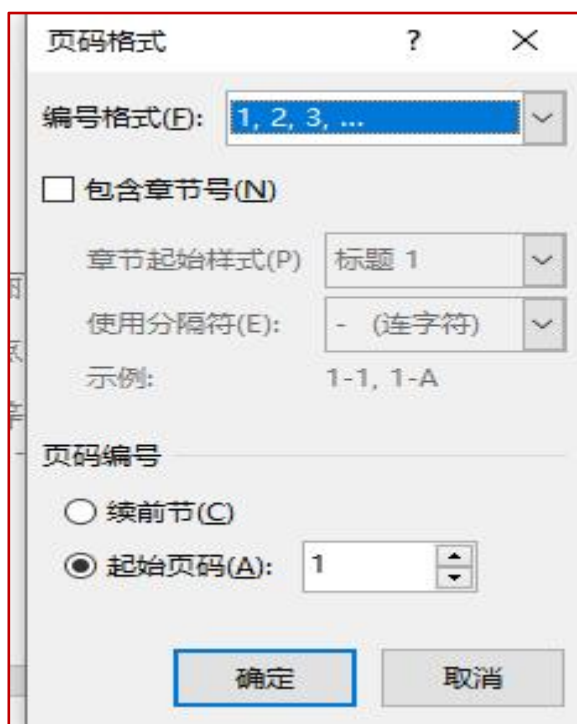 页码格式 ?
编号格式(F): 1, 2, 3, ...
包含章节号(N)
章节起始样式(P) 标题 1
使用分隔符(E): - (连字符)
示例: 1-1, 1-A
页码编号
续前节(C)
起始页码(A): 1
确定 取消